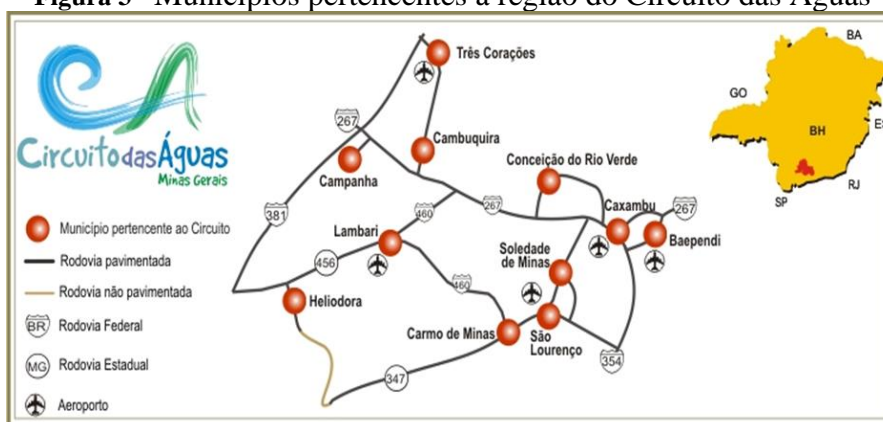 Figura 3 - Municípios pertencentes à região do Circuito das Águas
Circuito das Águas
Minas Gerais
Município pertencente ao Circuito
Rodovia pavimentada
Rodovia não pavimentada
BR Rodovia Federal
MG Rodovia Estadual
Aeroporto
Três Corações
267
Cambuquira
Campanha
Conceição do Rio Verde
381
460
267
Caxambu
267
Lambari
456
Soledade
de Minas
Baependi
Heliodora
460
Carmo de Minas
São
Lourenço
354
347
BA
GO
ES
BH
SP
RJ